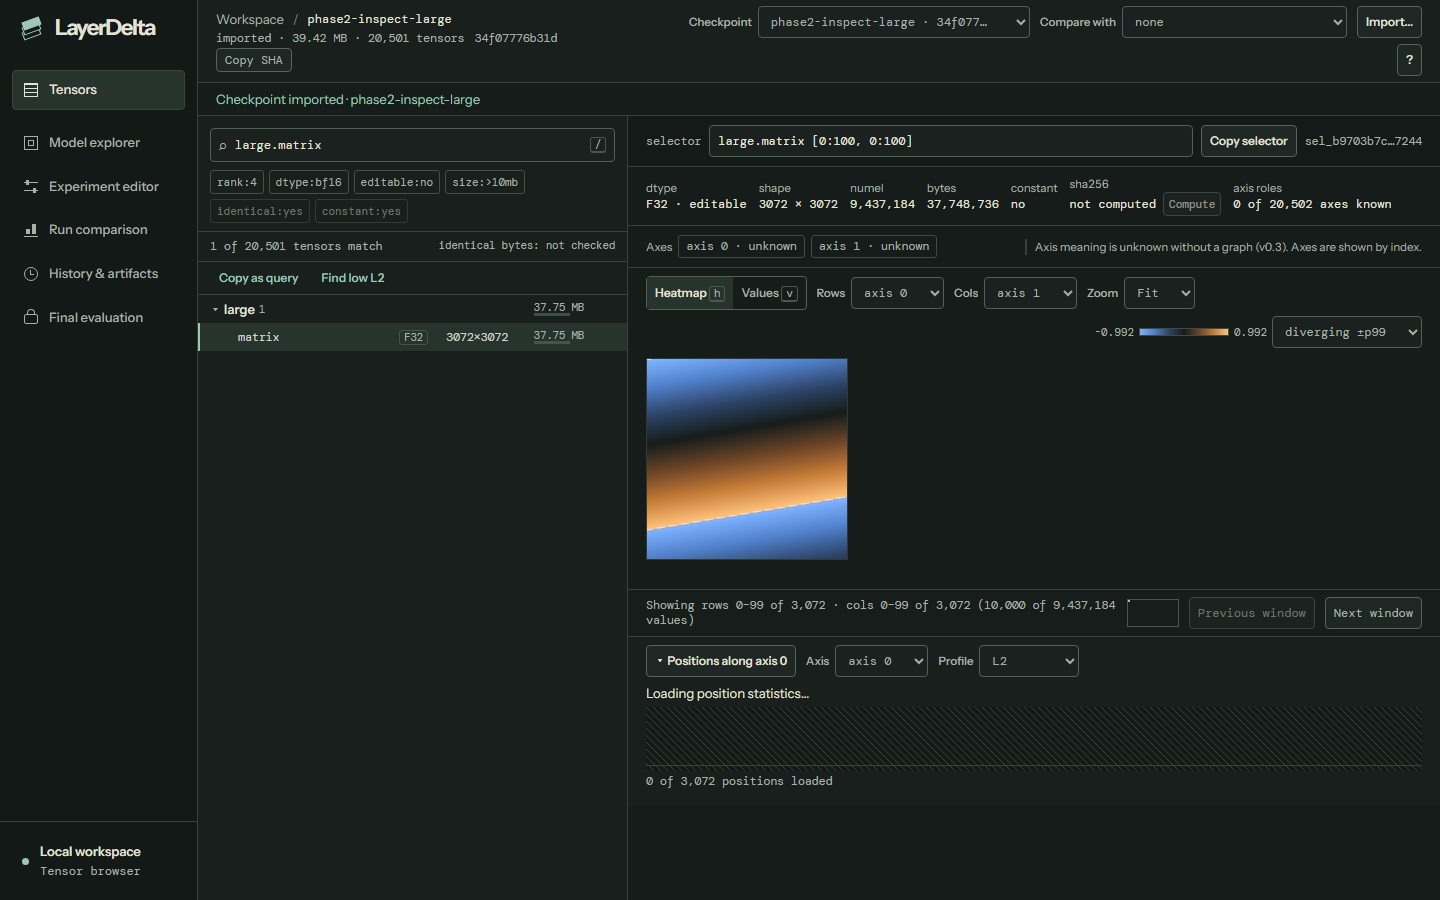 LayerDelta
Tensors
Model explorer
Experiment editor
Run comparison
History & artifacts
Final evaluation
Local workspace
Tensor browser
Workspace / phase2-inspect-large
imported · 39.42 MB · 20,501 tensors 34f07776b31d
Copy SHA
Checkpoint phase2-inspect-large · 34f077… Compare with none Import…
?
Checkpoint imported · phase2-inspect-large
large.matrix /
rank:4 dtype:bf16 editable:no size:>10mb
identical:yes constant:yes
1 of 20,501 tensors match identical bytes: not checked
Copy as query Find low L2
large 1 37.75 MB
matrix F32 3072×3072 37.75 MB
selector large.matrix [0:100, 0:100] Copy selector sel_b9703b7c…7244
dtype shape numel bytes constant sha256 axis roles
F32 · editable 3072 × 3072 9,437,184 37,748,736 no not computed Compute 0 of 20,502 axes known
Axes axis 0 · unknown axis 1 · unknown Axis meaning is unknown without a graph (v0.3). Axes are shown by index.
Heatmap h Values v Rows axis 0 Cols axis 1 Zoom Fit
-0.992 0.992 diverging ±p99
Showing rows 0–99 of 3,072 · cols 0–99 of 3,072 (10,000 of 9,437,184
values)
Previous window Next window
Positions along axis 0 Axis axis 0 Profile L2
Loading position statistics…
0 of 3,072 positions loaded